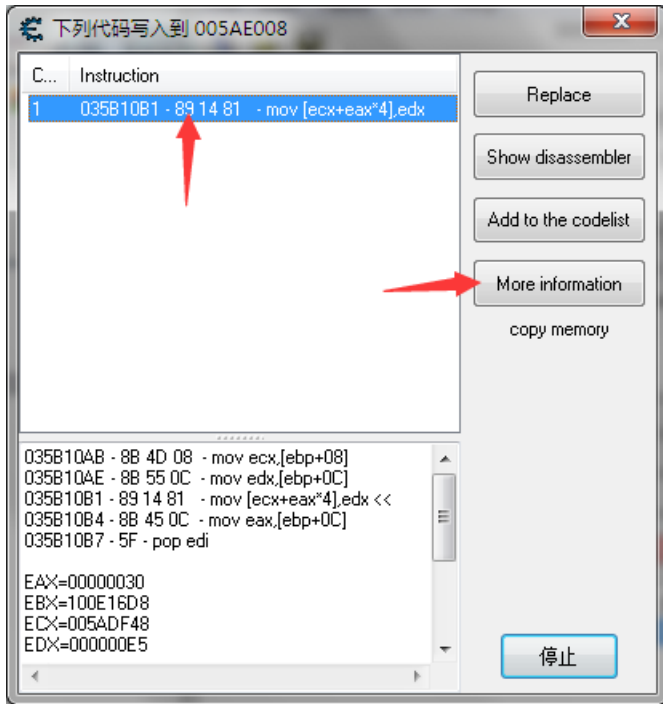 下列代码写入到 005AE008
C... Instruction
1 035B10B1 - 89 14 81 - mov [ecx+eax*4],edx
Replace
Show disassembler
Add to the codelist
More information
copy memory
035B10AB - 8B 4D 08 - mov ecx,[ebp+08]
035B10AE - 8B 55 0C - mov edx,[ebp+0C]
035B10B1 - 89 14 81 - mov [ecx+eax*4],edx <<
035B10B4 - 8B 45 0C - mov eax,[ebp+0C]
035B10B7 - 5F - pop edi
EAX=00000030
EBX=100E16D8
ECX=005ADF48
EDX=000000E5
停止